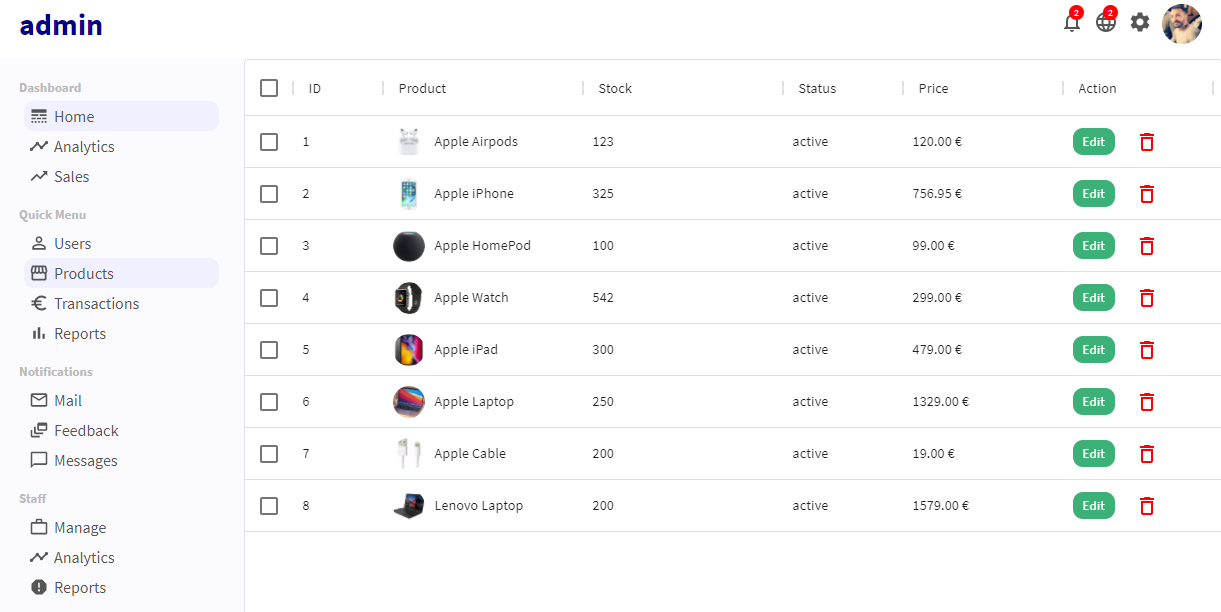 admin
2
2
Dashboard
Home
Analytics
Sales
Quick Menu
Users
Products
Transactions
Reports
Notifications
Mail
Feedback
Messages
Staff
Manage
Analytics
Reports
ID Product Stock Status Price Action
1 Apple Airpods 123 active 120.00 € Edit
2 Apple iPhone 325 active 756.95 € Edit
3 Apple HomePod 100 active 99.00 € Edit
4 Apple Watch 542 active 299.00 € Edit
5 Apple iPad 300 active 479.00 € Edit
6 Apple Laptop 250 active 1329.00 € Edit
7 Apple Cable 200 active 19.00 € Edit
8 Lenovo Laptop 200 active 1579.00 € Edit